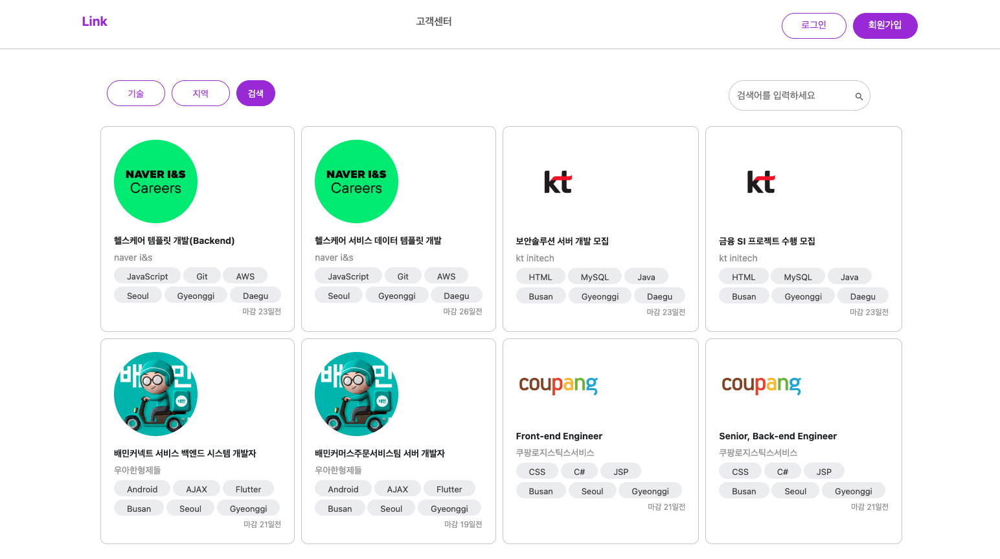 Link
고객센터
로그인
회원가입
기술
지역
검색
검색어를 입력하세요
NAVER I&S
Careers
헬스케어 템플릿 개발(Backend)
naver i&s
JavaScript Git AWS
Seoul Gyeonggi Daegu
마감 23일전
NAVER I&S
Careers
헬스케어 서비스 데이터 템플릿 개발
naver i&s
JavaScript Git AWS
Seoul Gyeonggi Daegu
마감 26일전
kt
보안솔루션 서버 개발 모집
kt initech
HTML MySQL Java
Busan Gyeonggi Daegu
마감 23일전
kt
금융 SI 프로젝트 수행 모집
kt initech
HTML MySQL Java
Busan Gyeonggi Daegu
마감 23일전
배민
배민
배민커넥트 서비스 백엔드 시스템 개발자
우아한형제들
Android AJAX Flutter
Busan Seoul Gyeonggi
마감 21일전
배민
배민
배민커머스주문서비스팀 서버 개발자
우아한형제들
Android AJAX Flutter
Busan Seoul Gyeonggi
마감 19일전
coupang
Front-end Engineer
쿠팡로지스틱스서비스
CSS C# JSP
Busan Seoul Gyeonggi
마감 21일전
coupang
Senior, Back-end Engineer
쿠팡로지스틱스서비스
CSS C# JSP
Busan Seoul Gyeonggi
마감 21일전